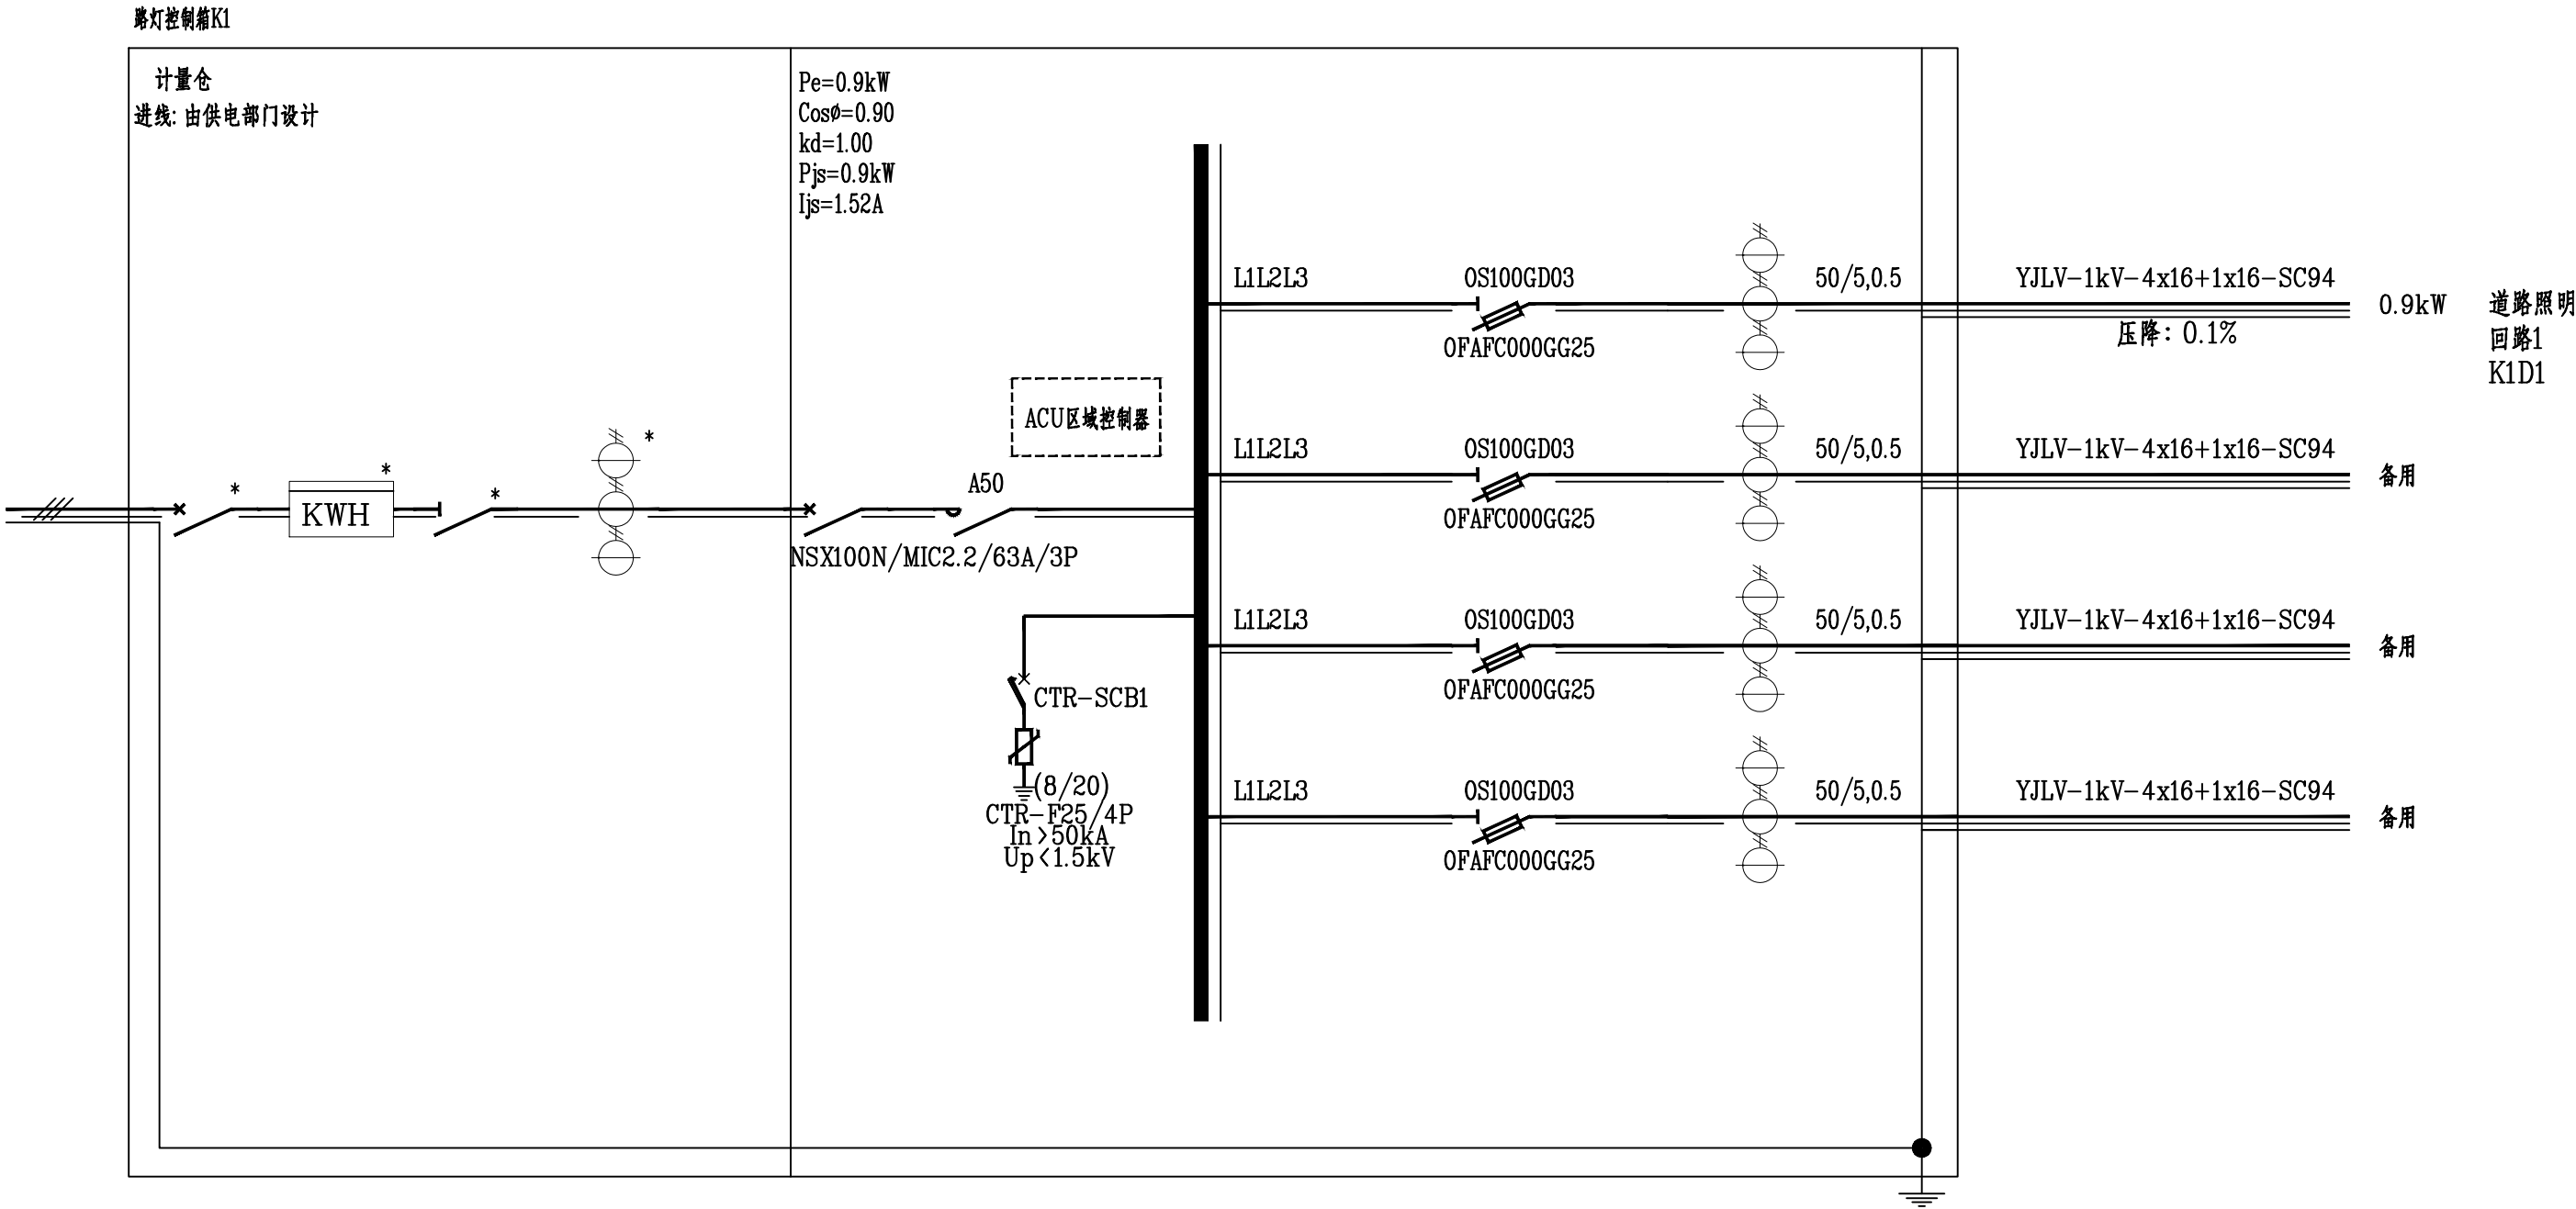 路灯控制箱K1
计量仓
进线: 由供电部门设计
Pe=0.9kW
Cosø=0.90
kd=1.00
Pjs=0.9kW
Ijs=1.52A
L1L2L3
OS100GD03
50/5,0.5
YJLV-1kV-4x16+1x16-SC94
0.9kW
道路照明
回路1
K1D1
OFAFC000GG25
压降: 0.1%
ACU区域控制器
L1L2L3
OS100GD03
50/5,0.5
YJLV-1kV-4x16+1x16-SC94
备用
OFAFC000GG25
*
*
*
*
KWH
A50
NSX100N/MIC2.2/63A/3P
L1L2L3
OS100GD03
50/5,0.5
YJLV-1kV-4x16+1x16-SC94
备用
OFAFC000GG25
CTR-SCB1
(8/20)
CTR-F25/4P
In>50kA
Up<1.5kV
L1L2L3
OS100GD03
50/5,0.5
YJLV-1kV-4x16+1x16-SC94
备用
OFAFC000GG25